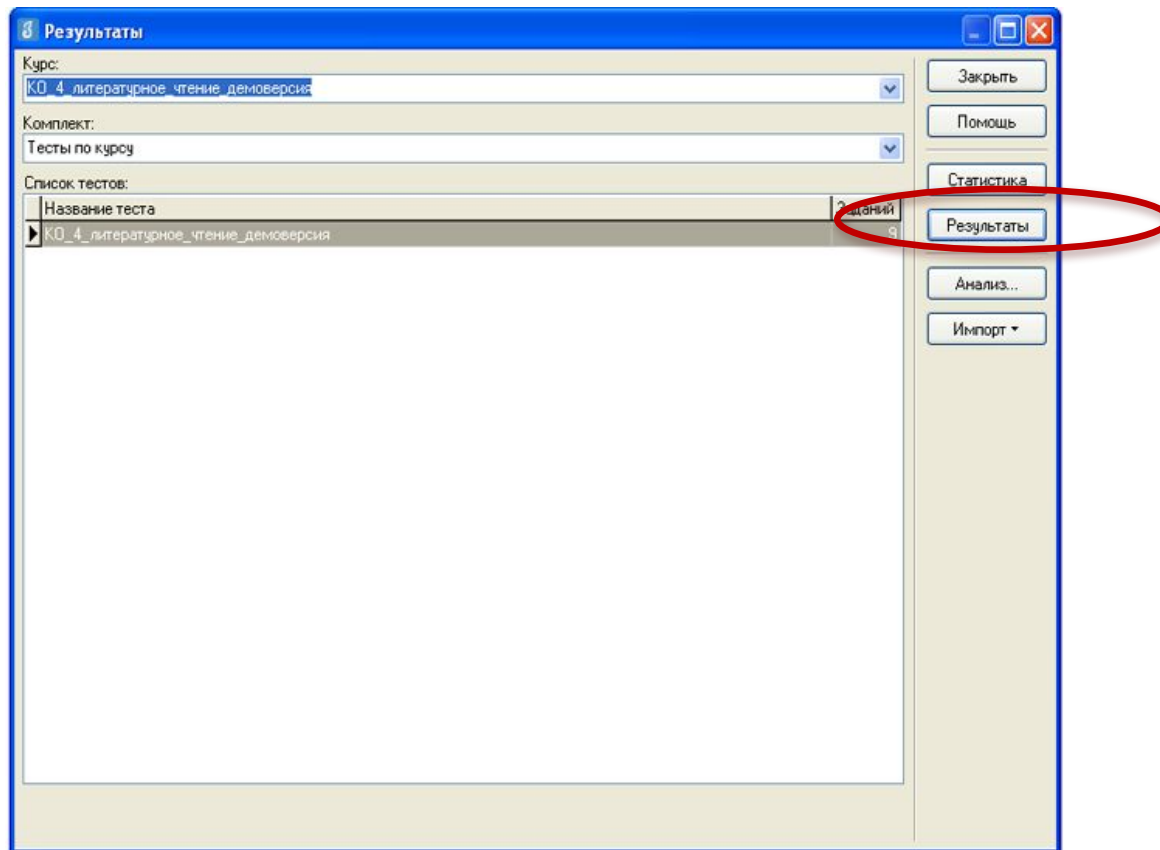 Результаты
Курс:
КО_4_литературное_чтение_демоверсия
Комплект:
Тесты по курсу
Список тестов:
Название теста Заданий
КО_4_литературное_чтение_демоверсия 9
Закрыть
Помощь
Статистика
Результаты
Анализ...
Импорт